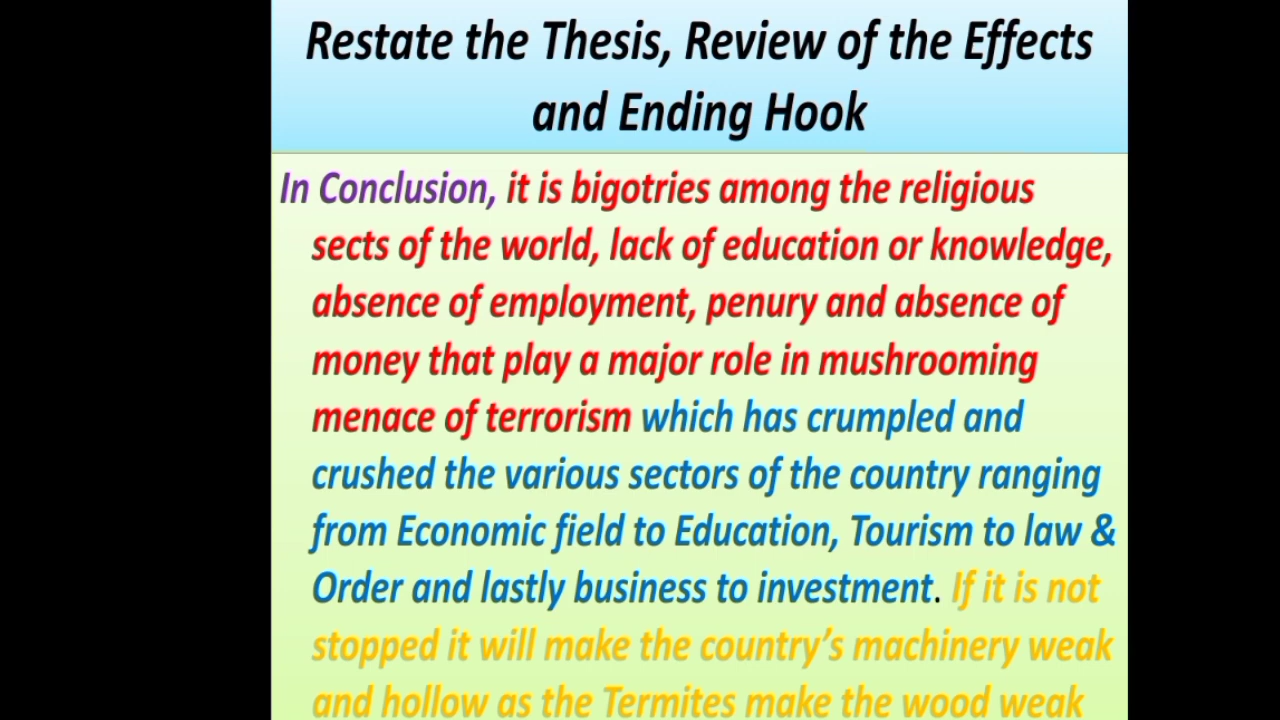 Restate the Thesis, Review of the Effects
and Ending Hook
In Conclusion, it is bigotries among the religious
sects of the world, lack of education or knowledge,
absence of employment, penury and absence of
money that play a major role in mushrooming
menace of terrorism which has crumpled and
crushed the various sectors of the country ranging
from Economic field to Education, Tourism to law &
Order and lastly business to investment. If it is not
stopped it will make the country’s machinery weak
and hollow as the Termites make the wood weak